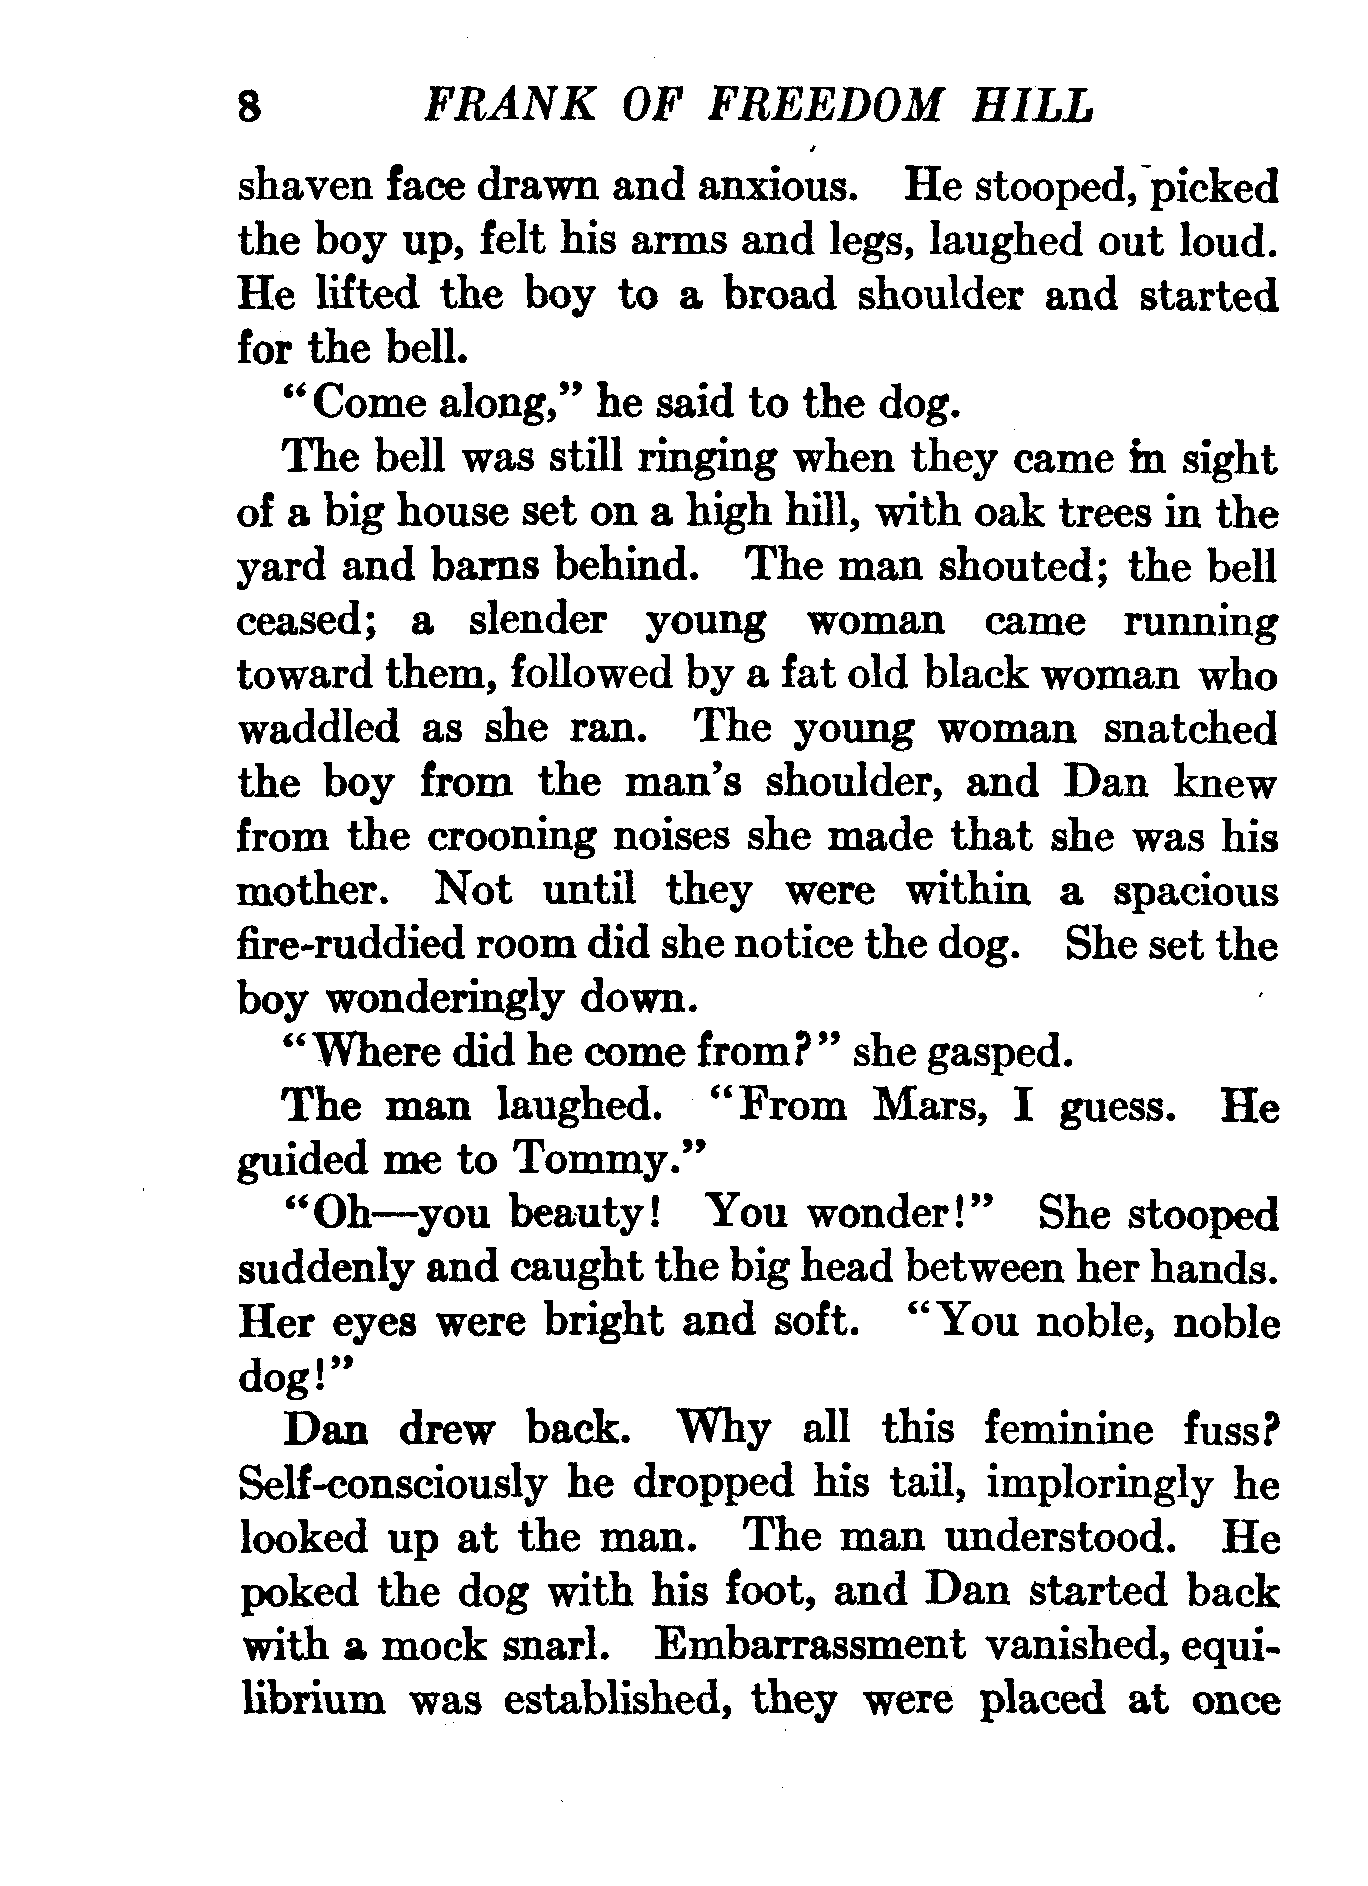 8 FRANK OF FREEDOM HILL
shaven face drawn and anxious. He stooped, picked
the boy up, felt his arms and legs, laughed out loud.
He lifted the boy to a broad shoulder and started
for the bell.
"Come along," he said to the dog.
The bell was still ringing when they came in sight
of a big house set on a high hill, with oak trees in the
yard and barns behind. The man shouted; the bell
ceased; a slender young woman came running
toward them, followed by a fat old black woman who
waddled as she ran. The young woman snatched
the boy from the man's shoulder, and Dan knew
from the crooning noises she made that she was his
mother. Not until they were within a spacious
fire-ruddied room did she notice the dog. She set the
boy wonderingly down.
"Where did he come from?" she gasped.
The man laughed. "From Mars, I guess. He
guided me to Tommy."
"Oh—you beauty! You wonder!" She stooped
suddenly and caught the big head between her hands.
Her eyes were bright and soft. "You noble, noble
dog!"
Dan drew back. Why all this feminine fuss?
Self-consciously he dropped his tail, imploringly he
looked up at the man. The man understood. He
poked the dog with his foot, and Dan started back
with a mock snarl. Embarrassment vanished, equi-
librium was established, they were placed at once